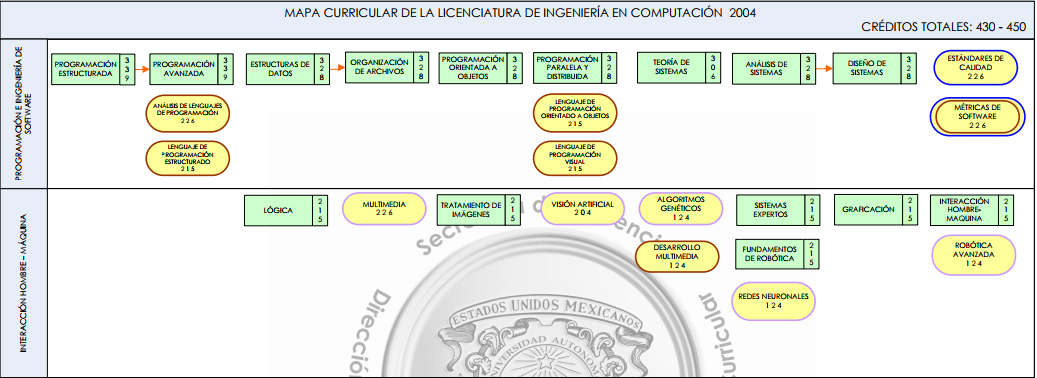 MAPA CURRICULAR DE LA LICENCIATURA DE INGENIERÍA EN COMPUTACIÓN 2004
CRÉDITOS TOTALES: 430 - 450
PROGRAMACIÓN E INGENIERÍA DE
SOFTWARE
PROGRAMACIÓN
ESTRUCTURADA
3
3
9
PROGRAMACIÓN
AVANZADA
3
3
9
ESTRUCTURAS DE
DATOS
3
2
8
ORGANIZACIÓN
DE ARCHIVOS
3
2
8
PROGRAMACIÓN
ORIENTADA A
OBJETOS
3
2
8
PROGRAMACIÓN
PARALELA Y
DISTRIBUIDA
3
2
8
TEORÍA DE
SISTEMAS
3
0
6
ANÁLISIS DE
SISTEMAS
3
2
8
DISEÑO DE
SISTEMAS
3
2
8
ESTÁNDARES DE
CALIDAD
2 2 6
ANÁLISIS DE LENGUAJES
DE PROGRAMACIÓN
2 2 6
LENGUAJE DE
PROGRAMACIÓN
ORIENTADO A OBJETOS
2 1 5
MÉTRICAS DE
SOFTWARE
2 2 6
LENGUAJE DE
PROGRAMACIÓN
ESTRUCTURADO
2 1 5
LENGUAJE DE
PROGRAMACIÓN
VISUAL
2 1 5
INTERACCIÓN HOMBRE – MÁQUINA
LÓGICA
2
1
5
MULTIMEDIA
2 2 6
TRATAMIENTO DE
IMÁGENES
2
1
5
VISIÓN ARTIFICIAL
2 0 4
ALGORITMOS
GENÉTICOS
1 2 4
SISTEMAS
EXPERTOS
2
1
5
GRAFICACIÓN
2
1
5
INTERACCIÓN
HOMBRE-
MAQUINA
2
1
5
DESARROLLO
MULTIMEDIA
1 2 4
FUNDAMENTOS
DE ROBÓTICA
2
1
5
ROBÓTICA
AVANZADA
1 2 4
REDES NEURONALES
1 2 4
Dirección
urricular
ESTADOS UNIDOS MEXICANOS